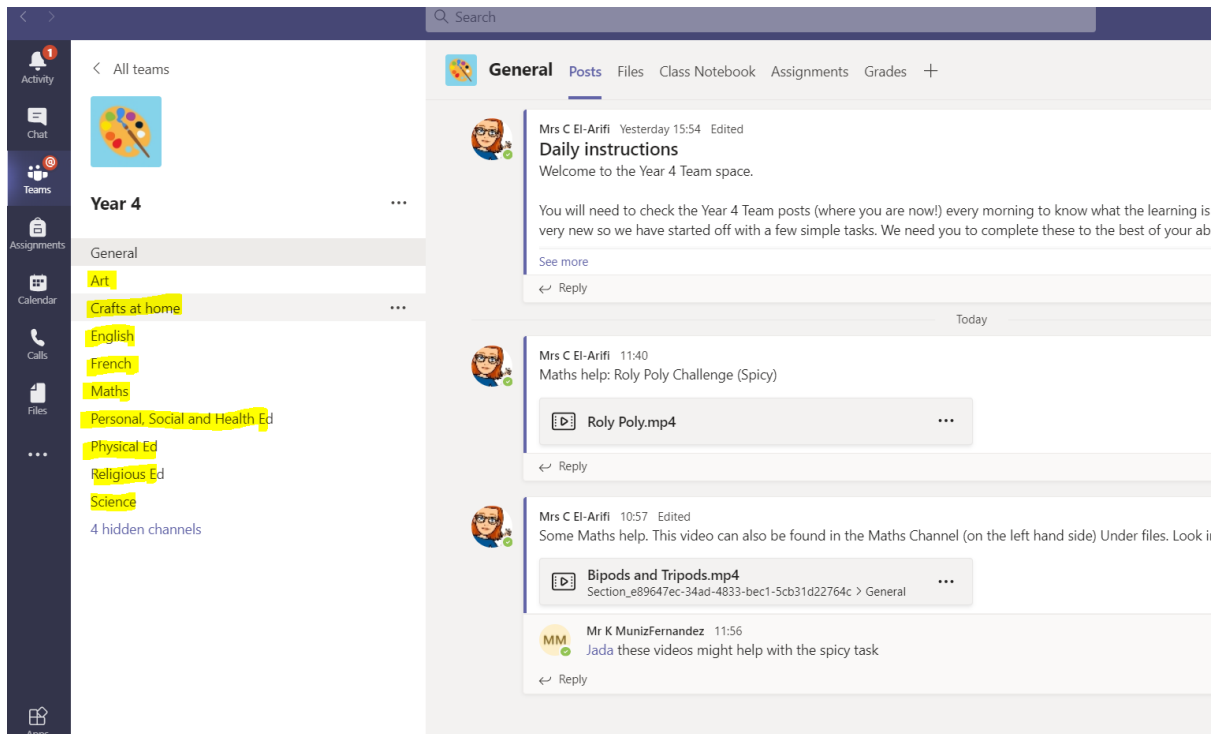 Search
1
Activity
Chat
@
Teams
Assignments
Calendar
Calls
Files
Apps
All teams
Year 4
General
Art
Crafts at home
English
French
Maths
Personal, Social and Health Ed
Physical Ed
Religious Ed
Science
4 hidden channels
General Posts Files Class Notebook Assignments Grades
Mrs C El-Arifi Yesterday 15:54 Edited
Daily instructions
Welcome to the Year 4 Team space.
You will need to check the Year 4 Team posts (where you are now!) every morning to know what the learning is
very new so we have started off with a few simple tasks. We need you to complete these to the best of your ab
See more
Reply
Today
Mrs C El-Arifi 11:40
Maths help: Roly Poly Challenge (Spicy)
Roly Poly.mp4
Reply
Mrs C El-Arifi 10:57 Edited
Some Maths help. This video can also be found in the Maths Channel (on the left hand side) Under files. Look i
Bipods and Tripods.mp4
Section_e89647ec-34ad-4833-bec1-5cb31d22764c > General
MM
Mr K MunizFernandez 11:56
Jada these videos might help with the spicy task
Reply